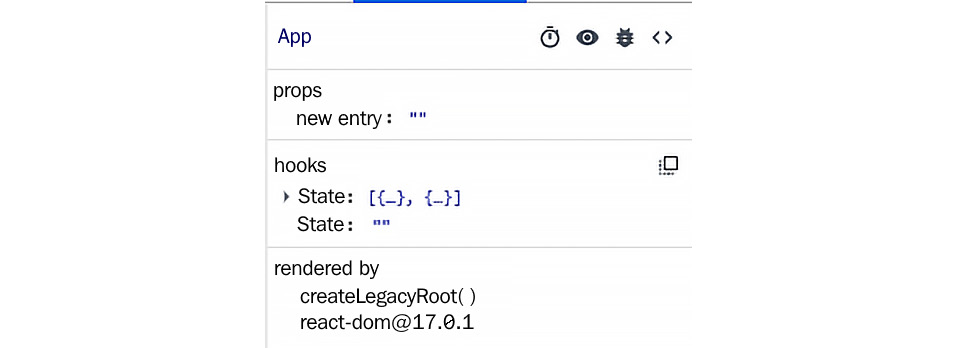 App
props
new entry: ""
hooks
State: [{…}, {…}]
State: ""
rendered by
createLegacyRoot( )
react-dom@17.0.1